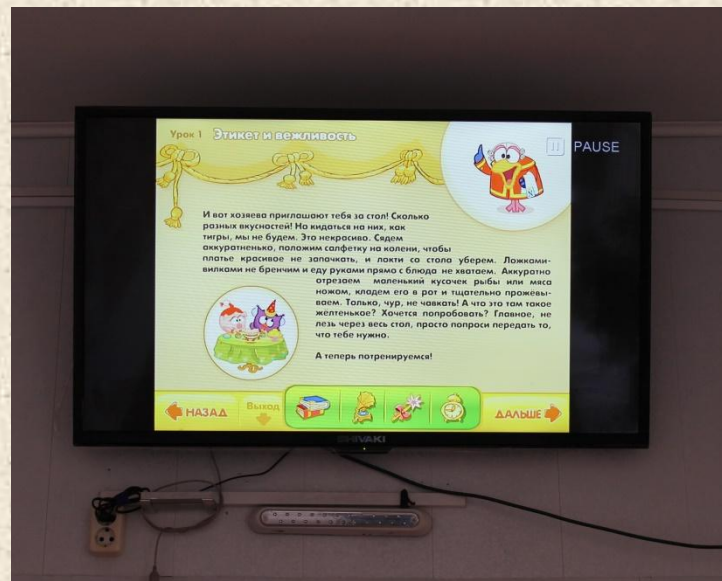 Урок 1 Этикет и вежливость
PAUSE
И вот хозяева приглашают тебя за стол! Сколько
разных вкусностей! Но кидаться на них, как
тигры, мы не будем. Это некрасиво. Сядем
аккуратненько, положим салфетку на колени, чтобы
платье красивое не запачкать, и локти со стола уберем. Ложками-
вилками не бренчим и еду руками прямо с блюда не хватаем. Аккуратно
отрезаем маленький кусочек рыбы или мяса
ножом, кладем его в рот и тщательно прожевы-
ваем. Только, чур, не чавкать! А что это там такое
желтенькое? Хочется попробовать? Главное, не
лезь через весь стол, просто попроси передать то,
что тебе нужно.
А теперь потренируемся!
НАЗАД
Выход
ДАЛЬШЕ
SHIVAKI